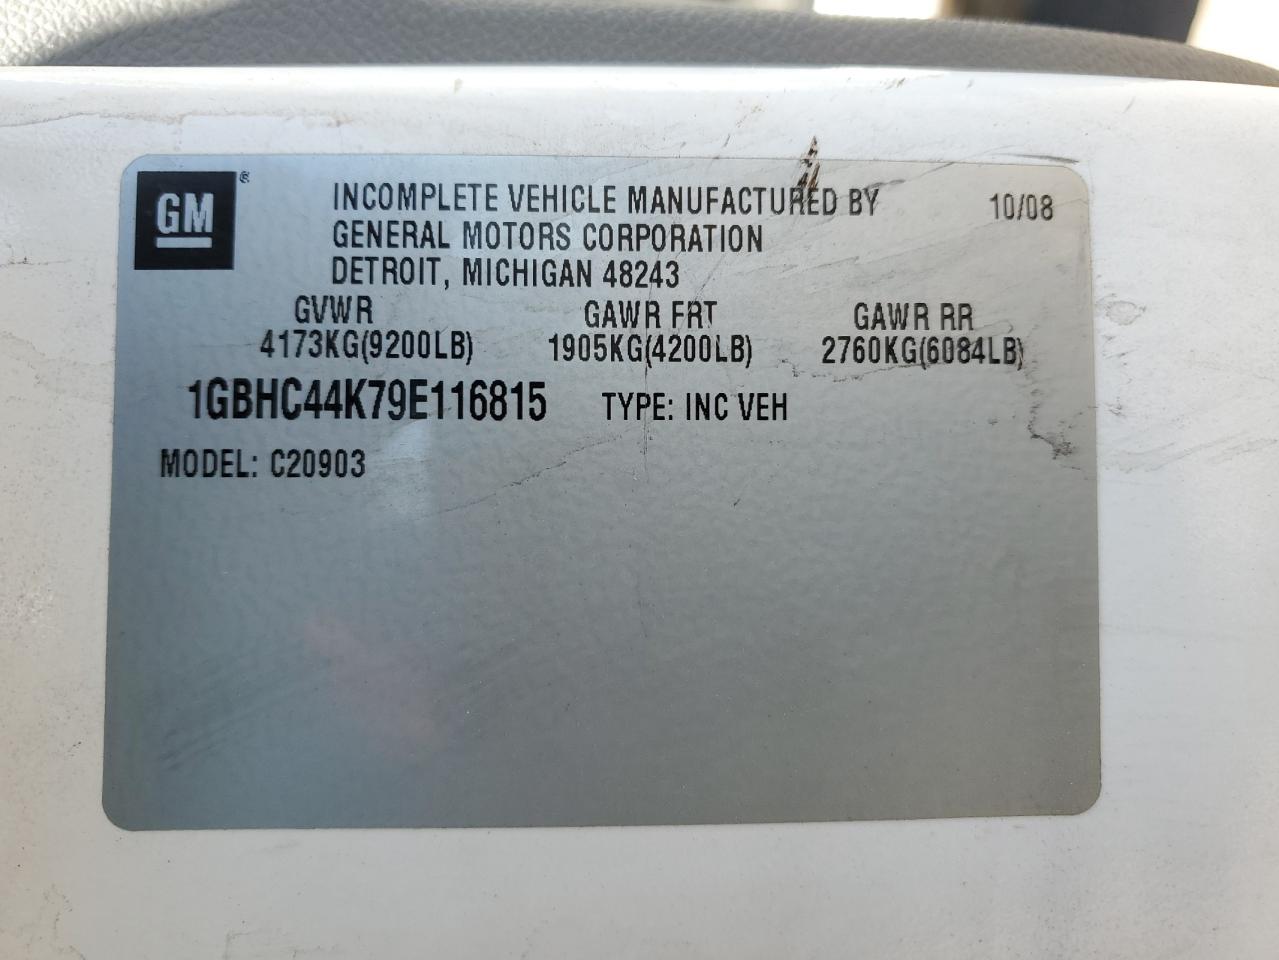 GM ®
INCOMPLETE VEHICLE MANUFACTURED BY 10/08
GENERAL MOTORS CORPORATION
DETROIT, MICHIGAN 48243
GVWR GAWR FRT GAWR RR
4173KG(9200LB) 1905KG(4200LB) 2760KG(6084LB)
1GBHC44K79E116815 TYPE: INC VEH
MODEL: C20903